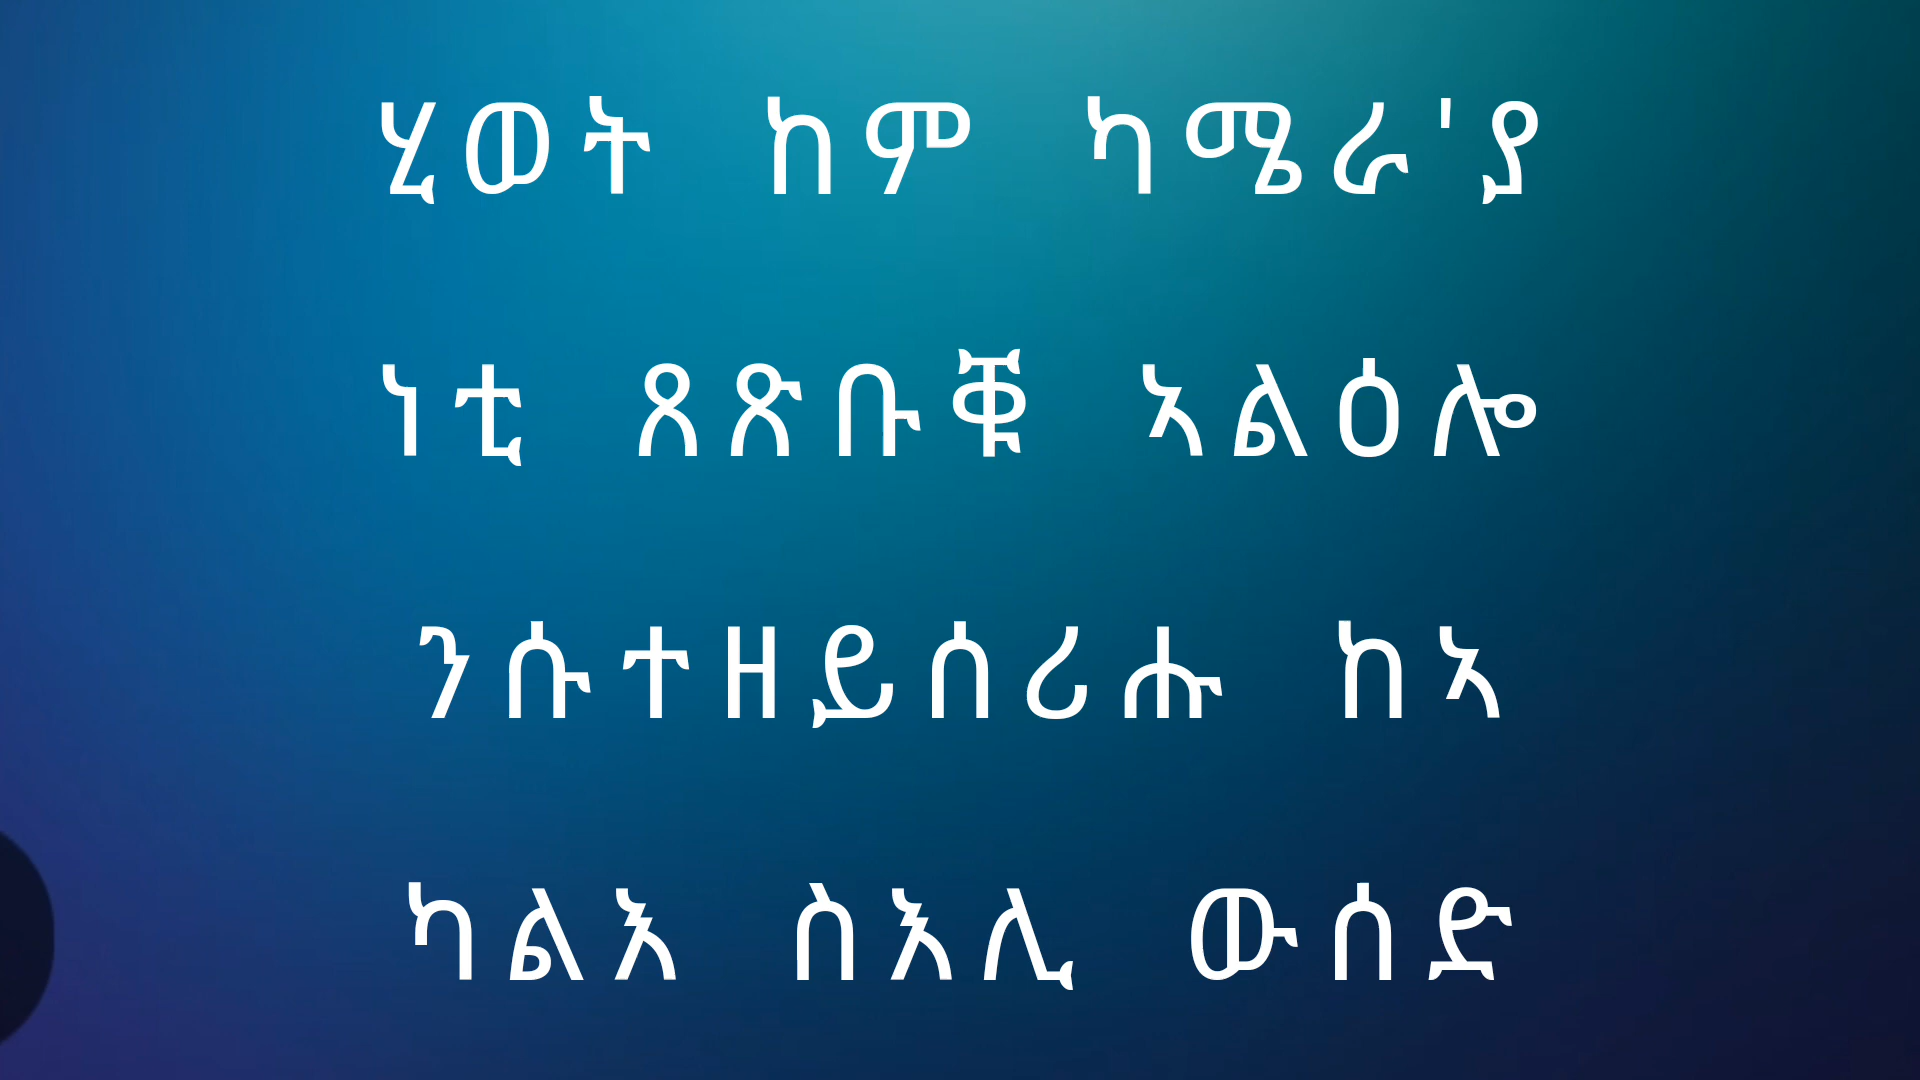 ሂወት ከም ካሜራ'ያ
ነቲ ጸጽቡቑ ኣልዕሎ
ንሱተዘይሰሪሑ ከኣ
ካልእ ስእሊ ውሰድ